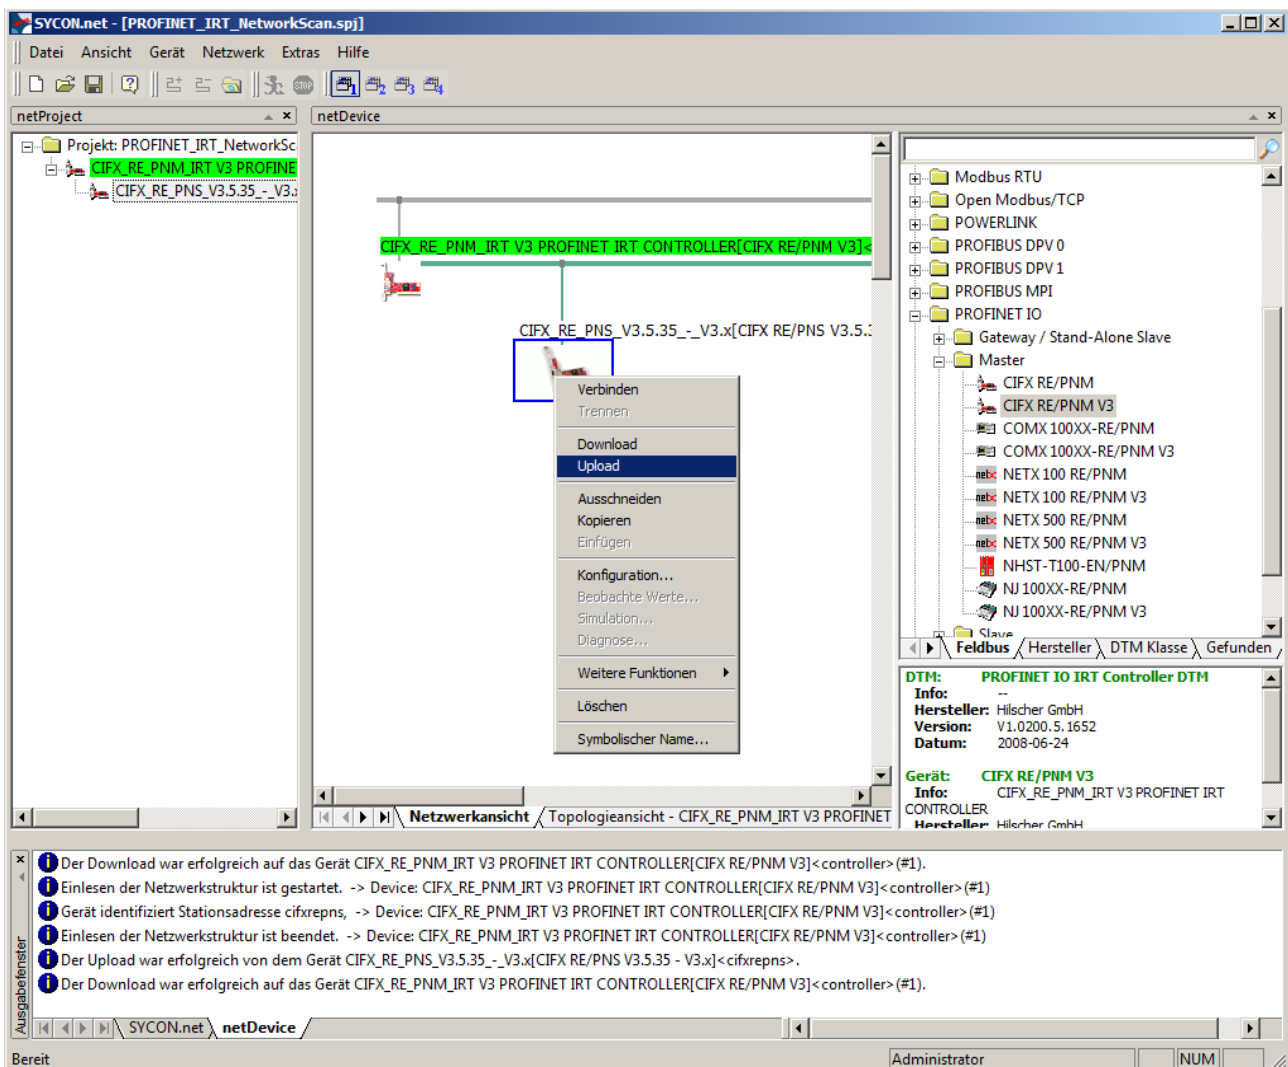 SYCON.net - [PROFINET_IRT_NetworkScan.spj]
Datei Ansicht Gerät Netzwerk Extras Hilfe
netProject
netDevice
Projekt: PROFINET_IRT_NetworkSc
CIFX_RE_PNM_IRT V3 PROFINE
CIFX_RE_PNS_V3.5.35_-_V3.
CIFX_RE_PNM_IRT V3 PROFINET IRT CONTROLLER[CIFX RE/PNM V3]<
CIFX_RE_PNS_V3.5.35_-_V3.x[CIFX RE/PNS V3.5.3
Verbinden
Trennen
Download
Upload
Ausschneiden
Kopieren
Einfügen
Konfiguration...
Beobachte Werte...
Simulation...
Diagnose...
Weitere Funktionen
Löschen
Symbolischer Name...
Netzwerkansicht Topologieansicht - CIFX_RE_PNM_IRT V3 PROFINET
Modbus RTU
Open Modbus/TCP
POWERLINK
PROFIBUS DPV 0
PROFIBUS DPV 1
PROFIBUS MPI
PROFINET IO
Gateway / Stand-Alone Slave
Master
CIFX RE/PNM
CIFX RE/PNM V3
COMX 100XX-RE/PNM
COMX 100XX-RE/PNM V3
netx NETX 100 RE/PNM
netx NETX 100 RE/PNM V3
netx NETX 500 RE/PNM
netx NETX 500 RE/PNM V3
NHST-T100-EN/PNM
NJ 100XX-RE/PNM
NJ 100XX-RE/PNM V3
Slave
Feldbus Hersteller DTM Klasse Gefunden
DTM: PROFINET IO IRT Controller DTM
Info: --
Hersteller: Hilscher GmbH
Version: V1.0200.5.1652
Datum: 2008-06-24
Gerät: CIFX RE/PNM V3
Info: CIFX_RE_PNM_IRT V3 PROFINET IRT
CONTROLLER
Hersteller: Hilscher GmbH
Der Download war erfolgreich auf das Gerät CIFX_RE_PNM_IRT V3 PROFINET IRT CONTROLLER[CIFX RE/PNM V3]<controller>(#1).
Einlesen der Netzwerkstruktur ist gestartet. -> Device: CIFX_RE_PNM_IRT V3 PROFINET IRT CONTROLLER[CIFX RE/PNM V3]<controller>(#1)
Gerät identifiziert Stationsadresse cifxrepns, -> Device: CIFX_RE_PNM_IRT V3 PROFINET IRT CONTROLLER[CIFX RE/PNM V3]<controller>(#1)
Einlesen der Netzwerkstruktur ist beendet. -> Device: CIFX_RE_PNM_IRT V3 PROFINET IRT CONTROLLER[CIFX RE/PNM V3]<controller>(#1)
Der Upload war erfolgreich von dem Gerät CIFX_RE_PNS_V3.5.35_-_V3.x[CIFX RE/PNS V3.5.35 - V3.x]<cifxrepns>.
Der Download war erfolgreich auf das Gerät CIFX_RE_PNM_IRT V3 PROFINET IRT CONTROLLER[CIFX RE/PNM V3]<controller>(#1).
Ausgabefenster
SYCON.net netDevice
Bereit
Administrator
NUM